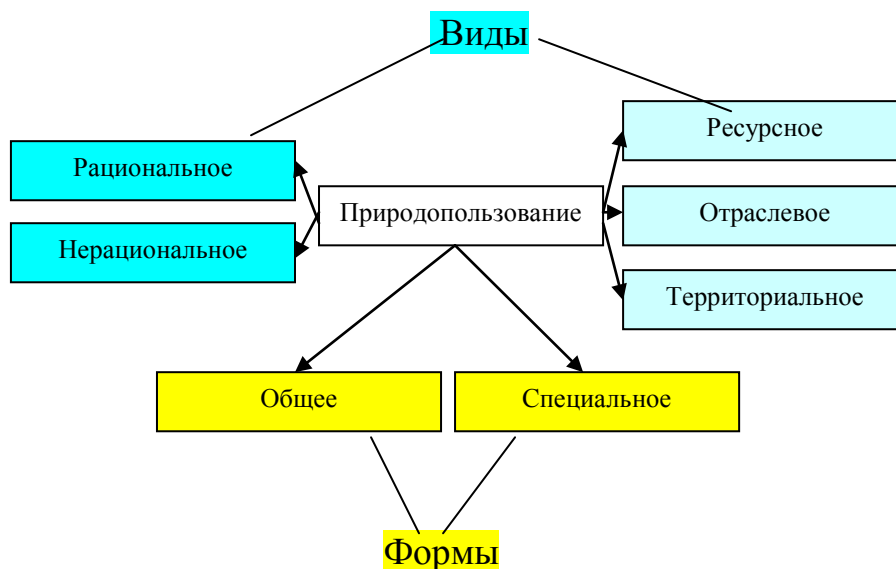 Виды
Ресурсное
Рациональное
Природопользование
Отраслевое
Нерациональное
Территориальное
Общее
Специальное
Формы